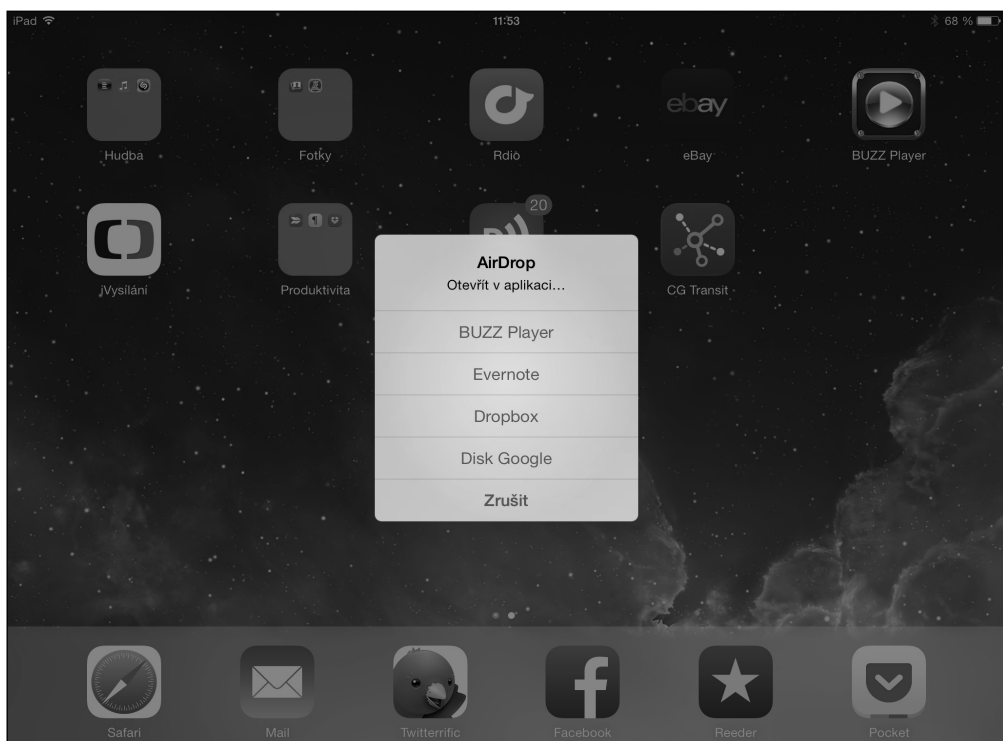 iPad 11:53 68 %
ebay
Hudba Fotky Rdio eBay BUZZ Player
20
iVysílání Produktivita CG Transit
AirDrop
Otevřít v aplikaci…
BUZZ Player
Evernote
Dropbox
Disk Google
Zrušit
Safari Mail Twitterrific Facebook Reeder Pocket